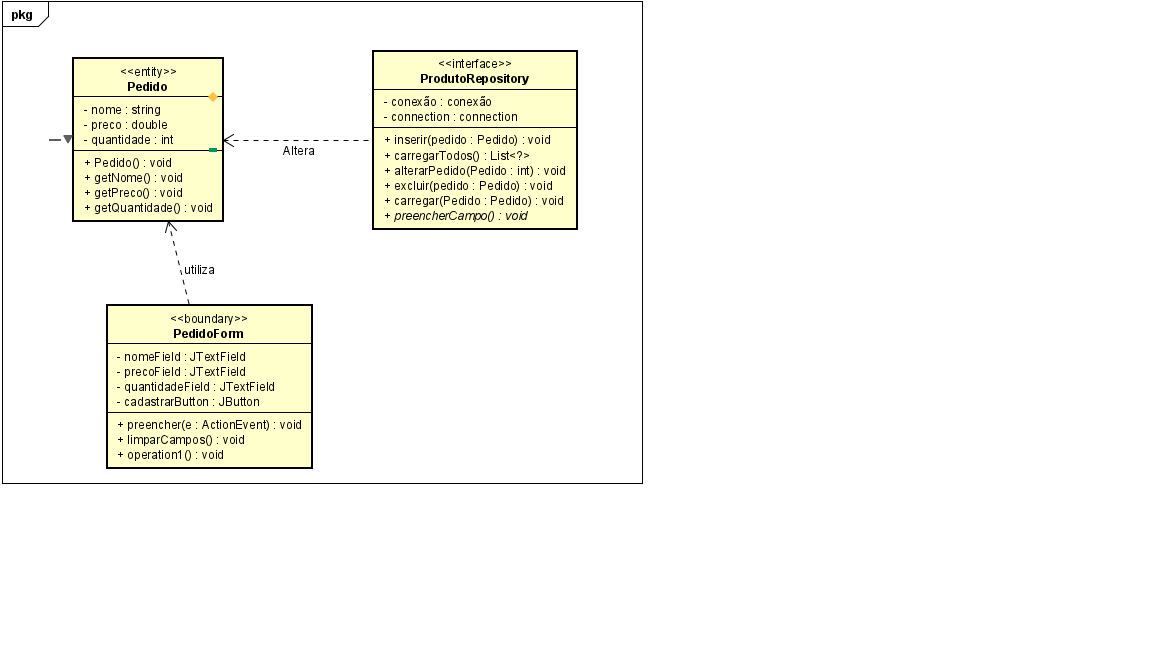 pkg
<<entity>>
Pedido
- nome : string
- preco : double
- quantidade : int
+ Pedido() : void
+ getNome() : void
+ getPreco() : void
+ getQuantidade() : void
<<interface>>
ProdutoRepository
- conexão : conexão
- connection : connection
+ inserir(pedido : Pedido) : void
+ carregarTodos() : List<?>
+ alterarPedido(Pedido : int) : void
+ excluir(pedido : Pedido) : void
+ carregar(Pedido : Pedido) : void
+ preencherCampo() : void
Altera
utiliza
<<boundary>>
PedidoForm
- nomeField : JTextField
- precoField : JTextField
- quantidadeField : JTextField
- cadastrarButton : JButton
+ preencher(e : ActionEvent) : void
+ limparCampos() : void
+ operation1() : void